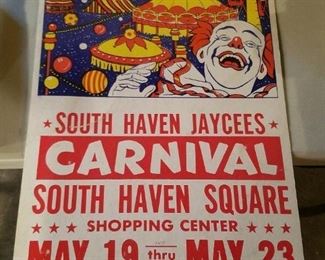 ★ SOUTH HAVEN JAYCEES ★
CARNIVAL
SOUTH HAVEN SQUARE
★ ★ ★ SHOPPING CENTER ★ ★ ★
MAY 19 thru MAY 23